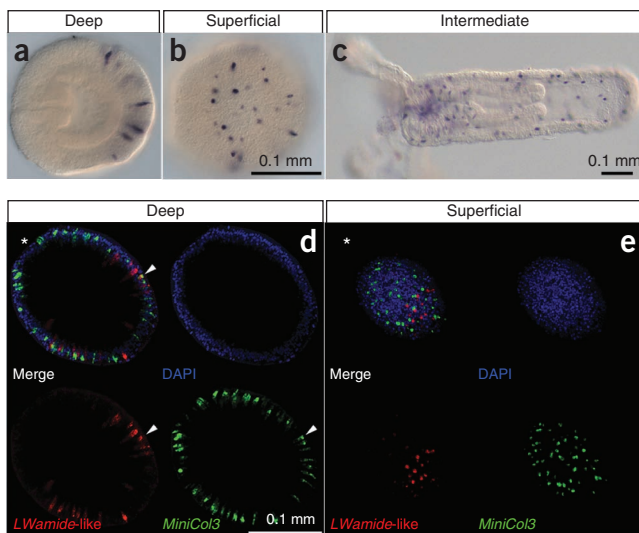 Deep
Superficial
Intermediate
a
b
c
0.1 mm
0.1 mm
Deep
Superficial
*
d
*
e
Merge
DAPI
Merge
DAPI
0.1 mm
LWamide-like
MiniCol3
LWamide-like
MiniCol3